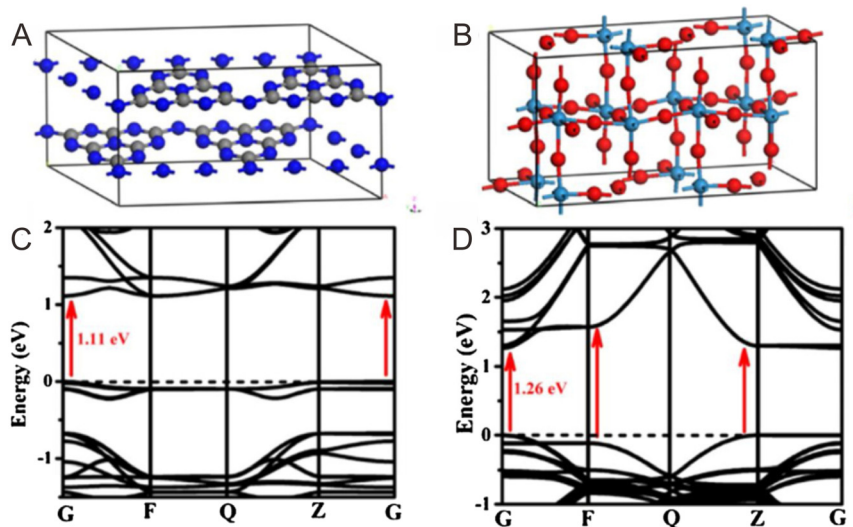 A
B
C
2
1
0
-1
Energy (eV)
1.11 eV
G F Q Z G
D
3
2
1
0
-1
Energy (eV)
1.26 eV
G F Q Z G